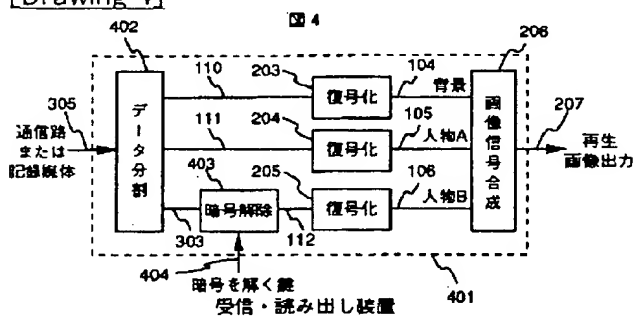 [Drawing 4]
図 4
402
206
110
203
復号化
104
背景
305
通信路
または
記録媒体
データ分割
111
204
復号化
105
人物A
画像信号合成
207
再生
画像出力
403
暗号解除
205
復号化
106
人物B
303
112
404
暗号を解く鍵
401
受信・読み出し装置